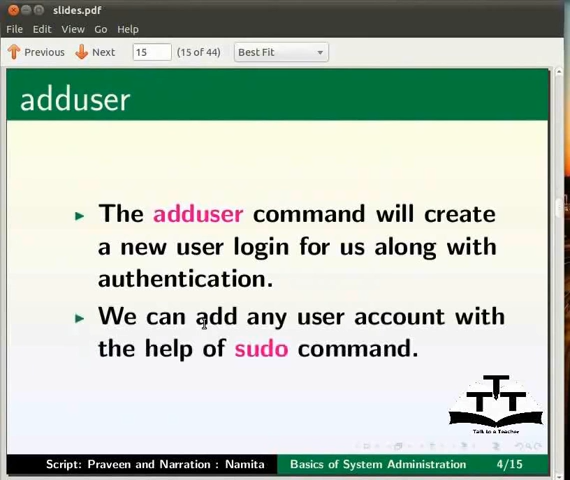 slides.pdf
File Edit View Go Help
Previous Next 15 (15 of 44) Best Fit
adduser
The adduser command will create
a new user login for us along with
authentication.
We can add any user account with
the help of sudo command.
TTT
Talk to a Teacher
Script: Praveen and Narration : Namita Basics of System Administration 4/15